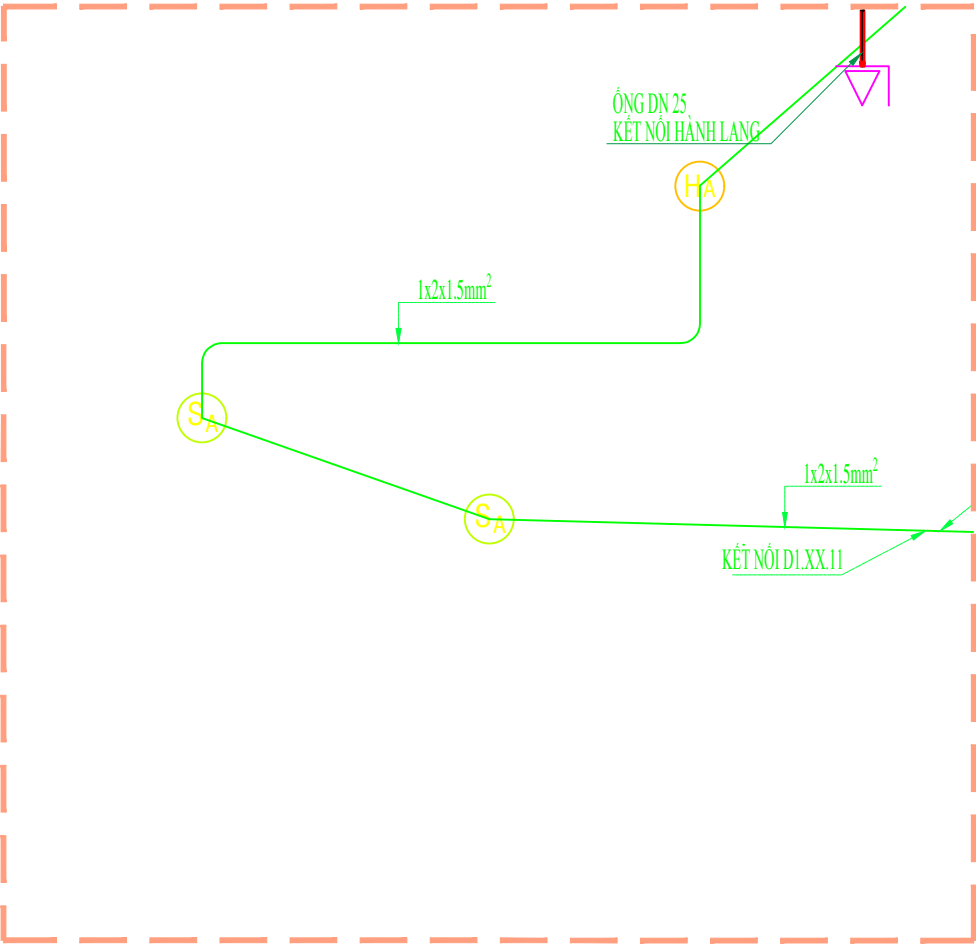 ỐNG DN 25
KẾT NỐI HÀNH LANG
HA
1x2x1.5mm²
SA
1x2x1.5mm²
SA
KẾT NỐI D1.XX.11